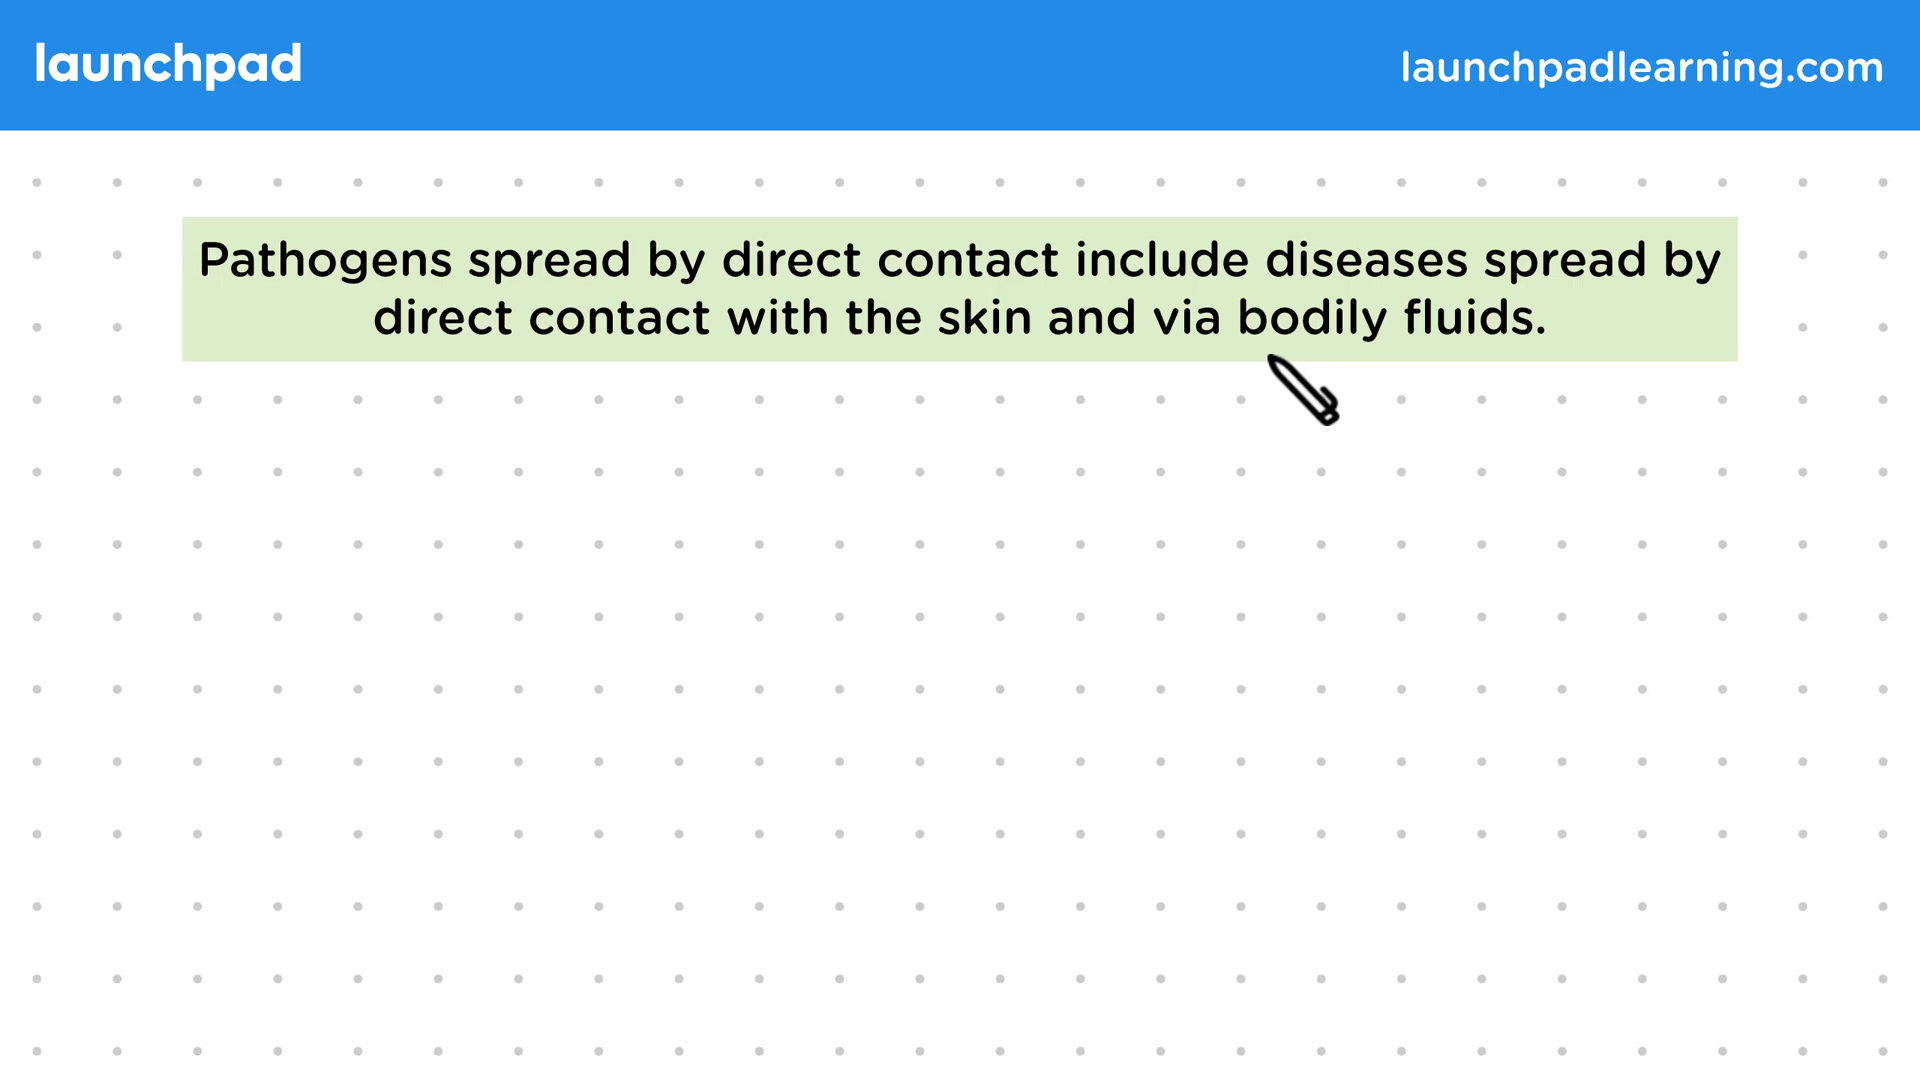 launchpad
launchpadlearning.com
Pathogens spread by direct contact include diseases spread by
direct contact with the skin and via bodily fluids.